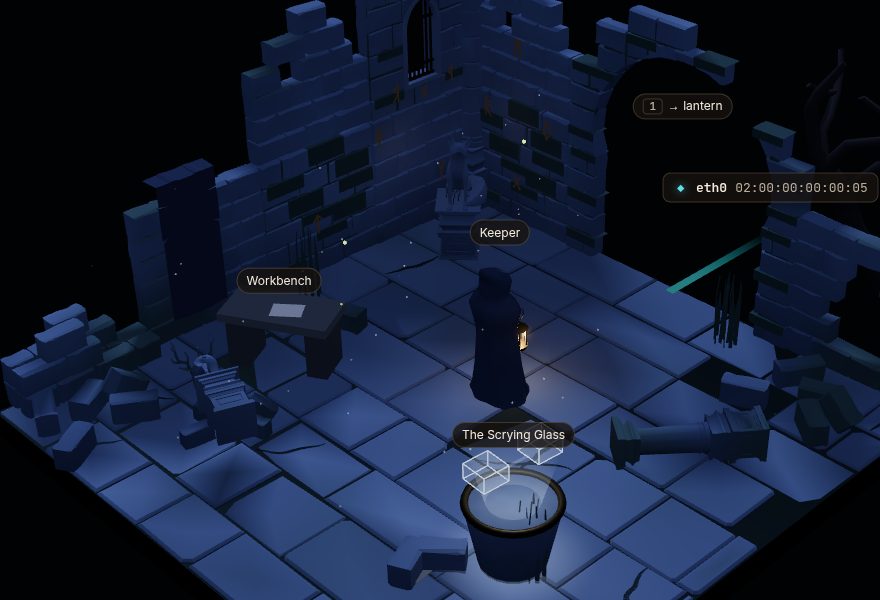 1 → lantern
eth0 02:00:00:00:00:05
Keeper
Workbench
The Scrying Glass